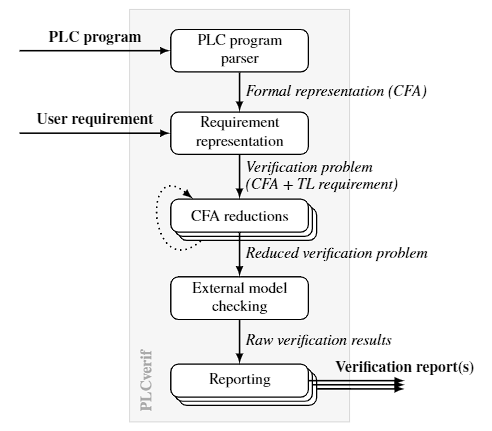 PLC program
PLC program
parser
Formal representation (CFA)
User requirement
Requirement
representation
Verification problem
(CFA + TL requirement)
CFA reductions
Reduced verification problem
External model
checking
Raw verification results
Verification report(s)
Reporting
PLCverif